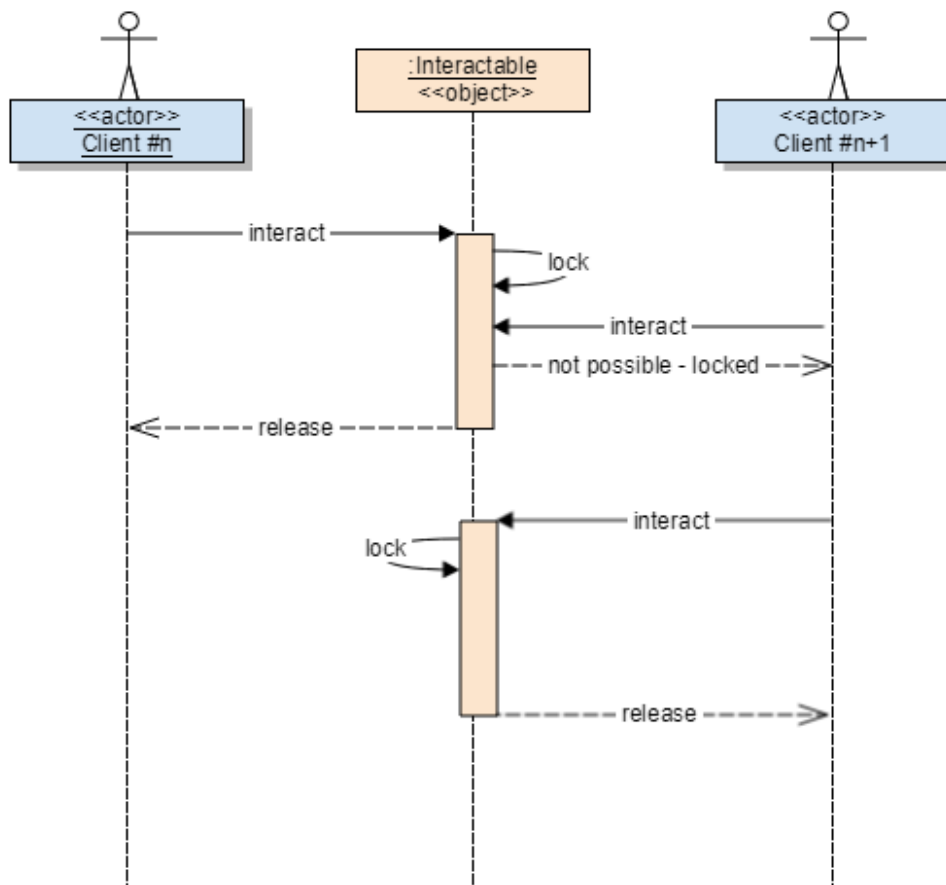 <<actor>>
Client #n
:Interactable
<<object>>
<<actor>>
Client #n+1
interact
lock
interact
not possible - locked
release
interact
lock
release